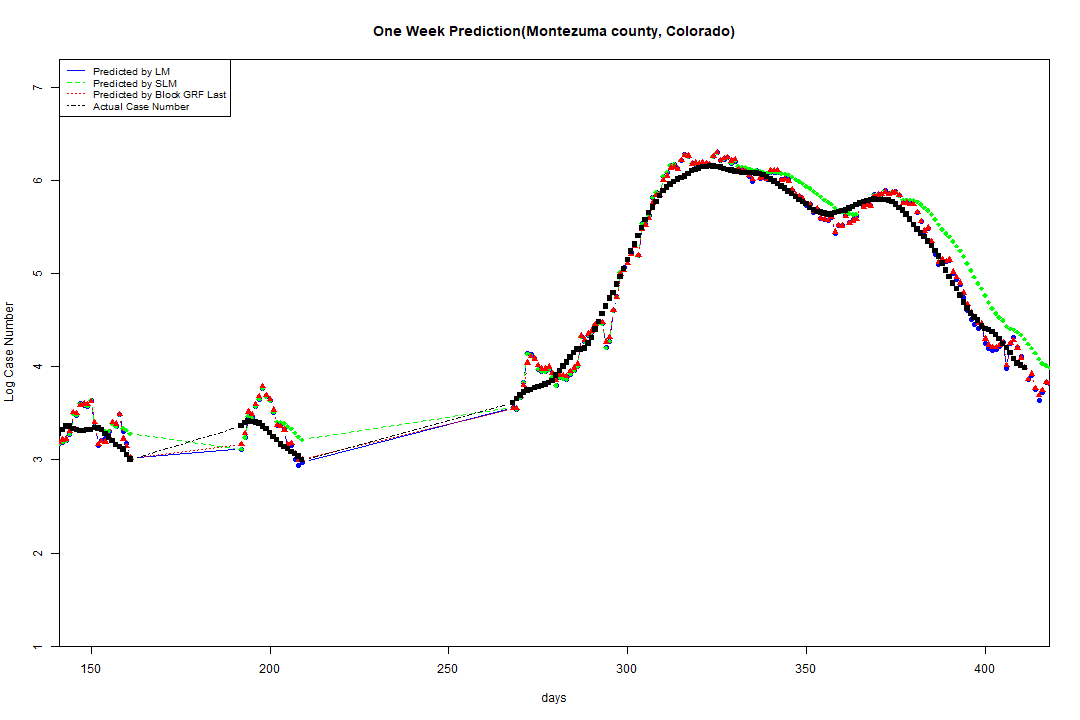 One Week Prediction(Montezuma county, Colorado)
Predicted by LM
Predicted by SLM
Predicted by Block GRF Last
Actual Case Number
Log Case Number
7
6
5
4
3
2
1
150 200 250 300 350 400
days